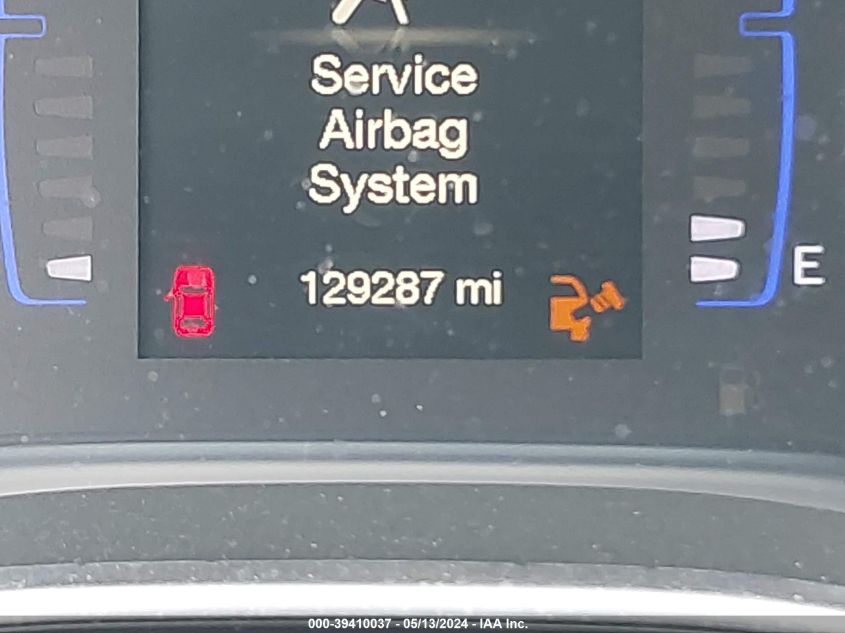 Service
Airbag
System
129287 mi
E
000-39410037 - 05/13/2024 - IAA Inc.